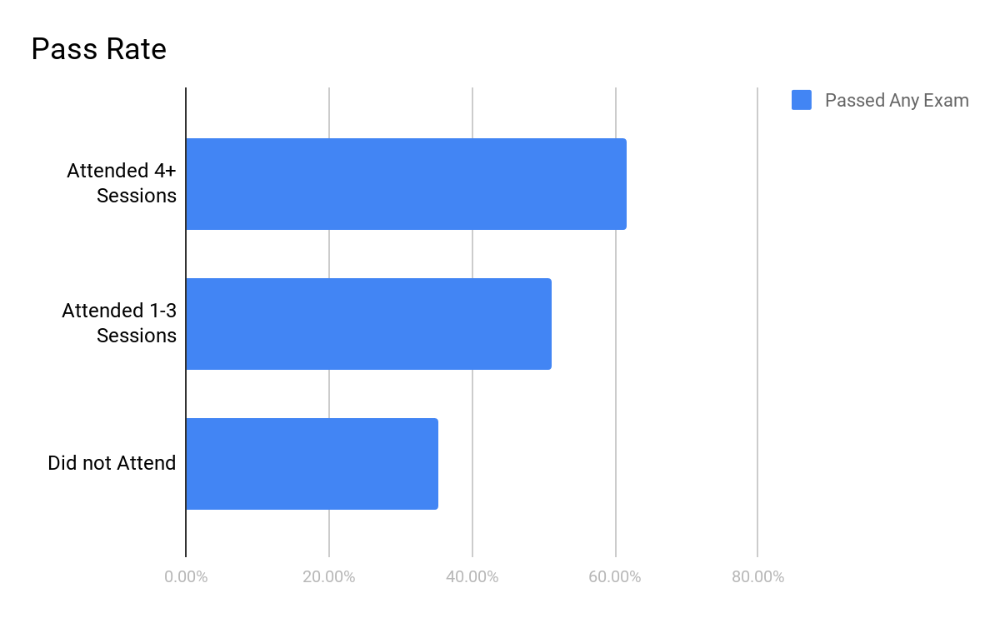 Pass Rate
Passed Any Exam
Attended 4+
Sessions
Attended 1-3
Sessions
Did not Attend
0.00% 20.00% 40.00% 60.00% 80.00%